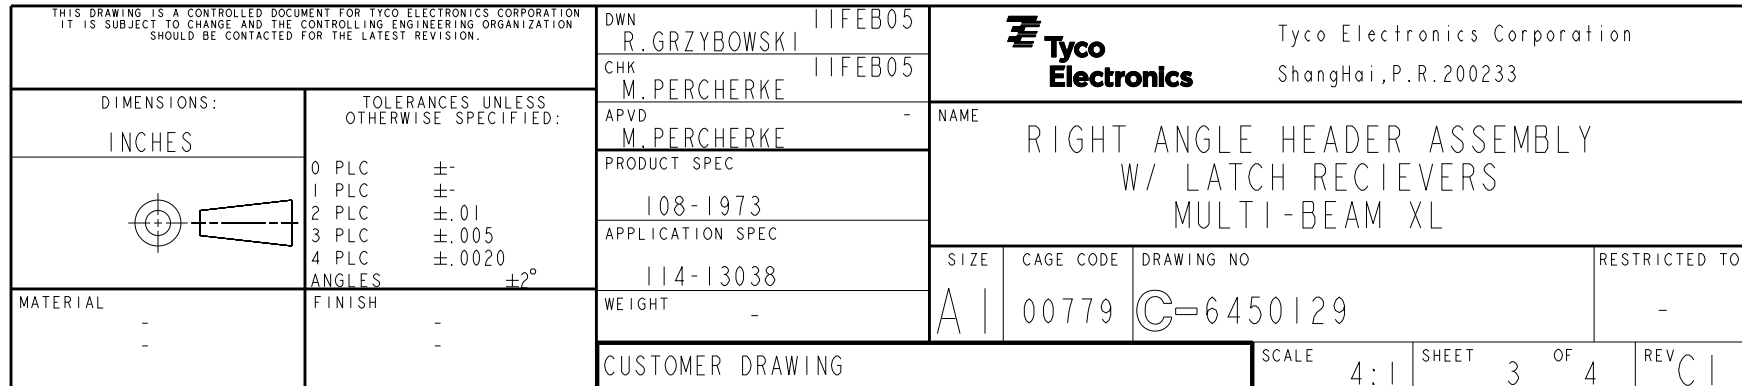 THIS DRAWING IS A CONTROLLED DOCUMENT FOR TYCO ELECTRONICS CORPORATION
IT IS SUBJECT TO CHANGE AND THE CONTROLLING ENGINEERING ORGANIZATION
SHOULD BE CONTACTED FOR THE LATEST REVISION.
DIMENSIONS:
INCHES
TOLERANCES UNLESS
OTHERWISE SPECIFIED:
0 PLC ±-
1 PLC ±-
2 PLC ±.01
3 PLC ±.005
4 PLC ±.0020
ANGLES ±2°
MATERIAL
-
-
FINISH
-
-
DWN 11FEB05
R.GRZYBOWSKI
CHK 11FEB05
M.PERCHERKE
APVD -
M.PERCHERKE
PRODUCT SPEC
108-1973
APPLICATION SPEC
114-13038
WEIGHT -
CUSTOMER DRAWING
Tyco
Electronics
Tyco Electronics Corporation
ShangHai,P.R.200233
NAME
RIGHT ANGLE HEADER ASSEMBLY
W/ LATCH RECIEVERS
MULTI-BEAM XL
SIZE
A1
CAGE CODE
00779
DRAWING NO
C-6450129
RESTRICTED TO
-
SCALE 4:1
SHEET 3 OF 4
REV C1